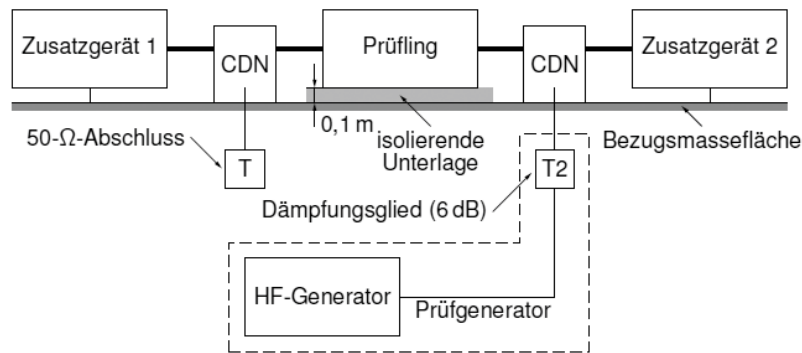 Zusatzgerät 1
CDN
Prüfling
CDN
Zusatzgerät 2
0,1 m
isolierende
Unterlage
Bezugsmassefläche
50-Ω-Abschluss
T
T2
Dämpfungsglied (6 dB)
HF-Generator
Prüfgenerator